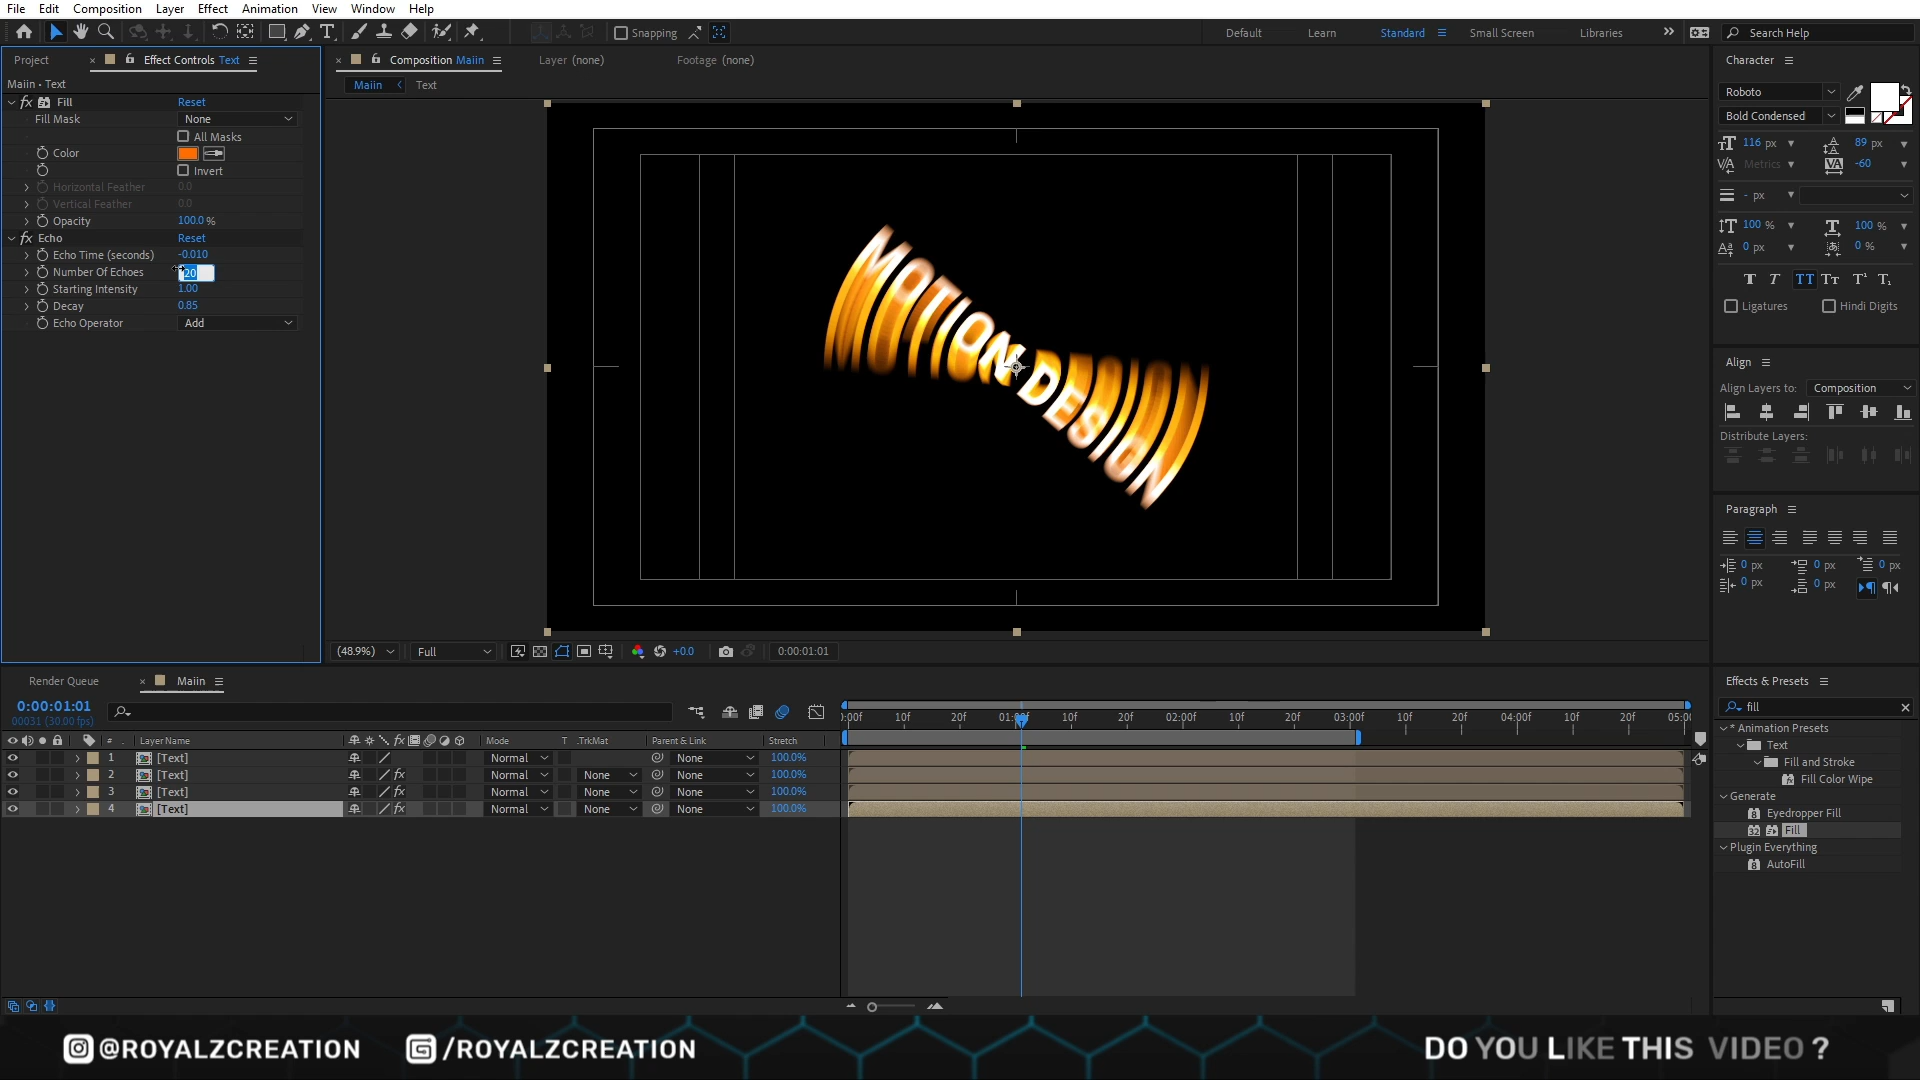 File Edit Composition Layer Effect Animation View Window Help
Snapping
Default Learn Standard Small Screen Libraries Search Help
Project Effect Controls Text
Composition Maiin Layer (none) Footage (none)
Maiin • Text
Maiin Text
Fill Reset
Fill Mask None
All Masks
Color
Invert
Horizontal Feather 0.0
Vertical Feather 0.0
Opacity 100.0 %
Echo Reset
Echo Time (seconds) -0.010
Number Of Echoes 20
Starting Intensity 1.00
Decay 0.85
Echo Operator Add
MOTION DESIGN
(48.9%) Full +0.0 0:00:01:01
Character
Roboto
Bold Condensed
116 px 89 px
Metrics -60
- px
100 % 100 %
0 px 0 %
Ligatures Hindi Digits
Align
Align Layers to: Composition
Distribute Layers:
Paragraph
0 px 0 px 0 px
0 px 0 px
Render Queue Maiin
0:00:01:01
00031 (30.00 fps)
# Layer Name Mode T .TrkMat Parent & Link Stretch
1 [Text] Normal None 100.0%
2 [Text] Normal None None 100.0%
3 [Text] Normal None None 100.0%
4 [Text] Normal None None 100.0%
):00f 10f 20f 01:00f 10f 20f 02:00f 10f 20f 03:00f 10f 20f 04:00f 10f 20f 05:0(
Effects & Presets
fill
* Animation Presets
Text
Fill and Stroke
Fill Color Wipe
Generate
Eyedropper Fill
Fill
Plugin Everything
AutoFill
@ROYALZCREATION /ROYALZCREATION DO YOU LIKE THIS VIDEO ?